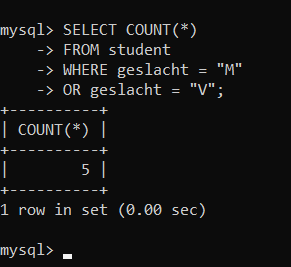 mysql> SELECT COUNT(*)
    -> FROM student
    -> WHERE geslacht = "M"
    -> OR geslacht = "V";
+----------+
| COUNT(*) |
+----------+
|        5 |
+----------+
1 row in set (0.00 sec)
mysql>